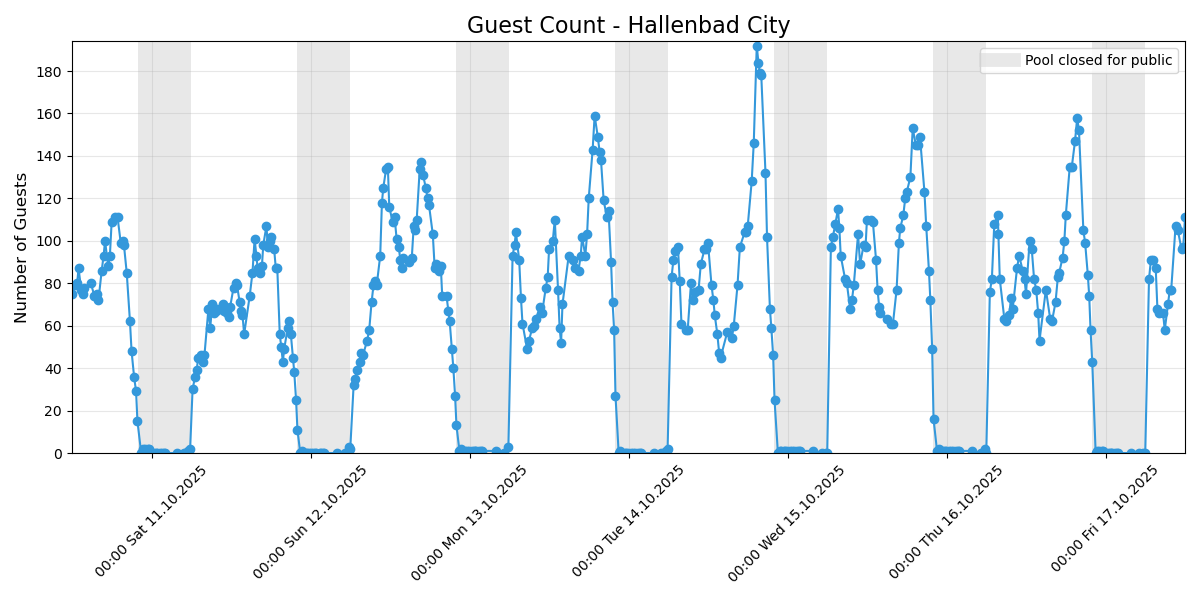 Guest Count - Hallenbad City
Pool closed for public
Number of Guests
180
160
140
120
100
80
60
40
20
0
00:00 Sat 11.10.2025
00:00 Sun 12.10.2025
00:00 Mon 13.10.2025
00:00 Tue 14.10.2025
00:00 Wed 15.10.2025
00:00 Thu 16.10.2025
00:00 Fri 17.10.2025